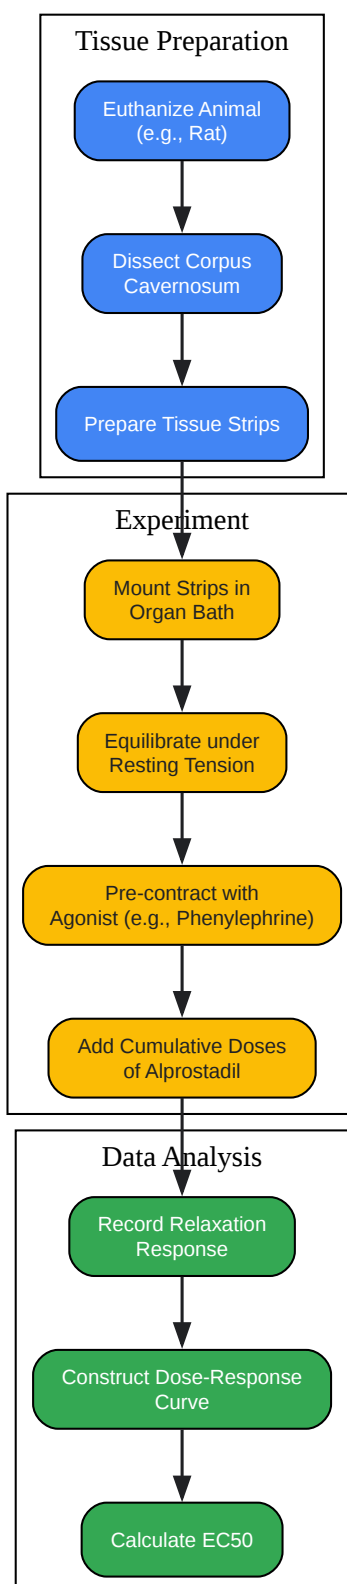 Tissue Preparation
Euthanize Animal
(e.g., Rat)
Dissect Corpus
Cavernosum
Prepare Tissue Strips
Experiment
Mount Strips in
Organ Bath
Equilibrate under
Resting Tension
Pre-contract with
Agonist (e.g., Phenylephrine)
Add Cumulative Doses
of Alprostadil
Data Analysis
Record Relaxation
Response
Construct Dose-Response
Curve
Calculate EC50